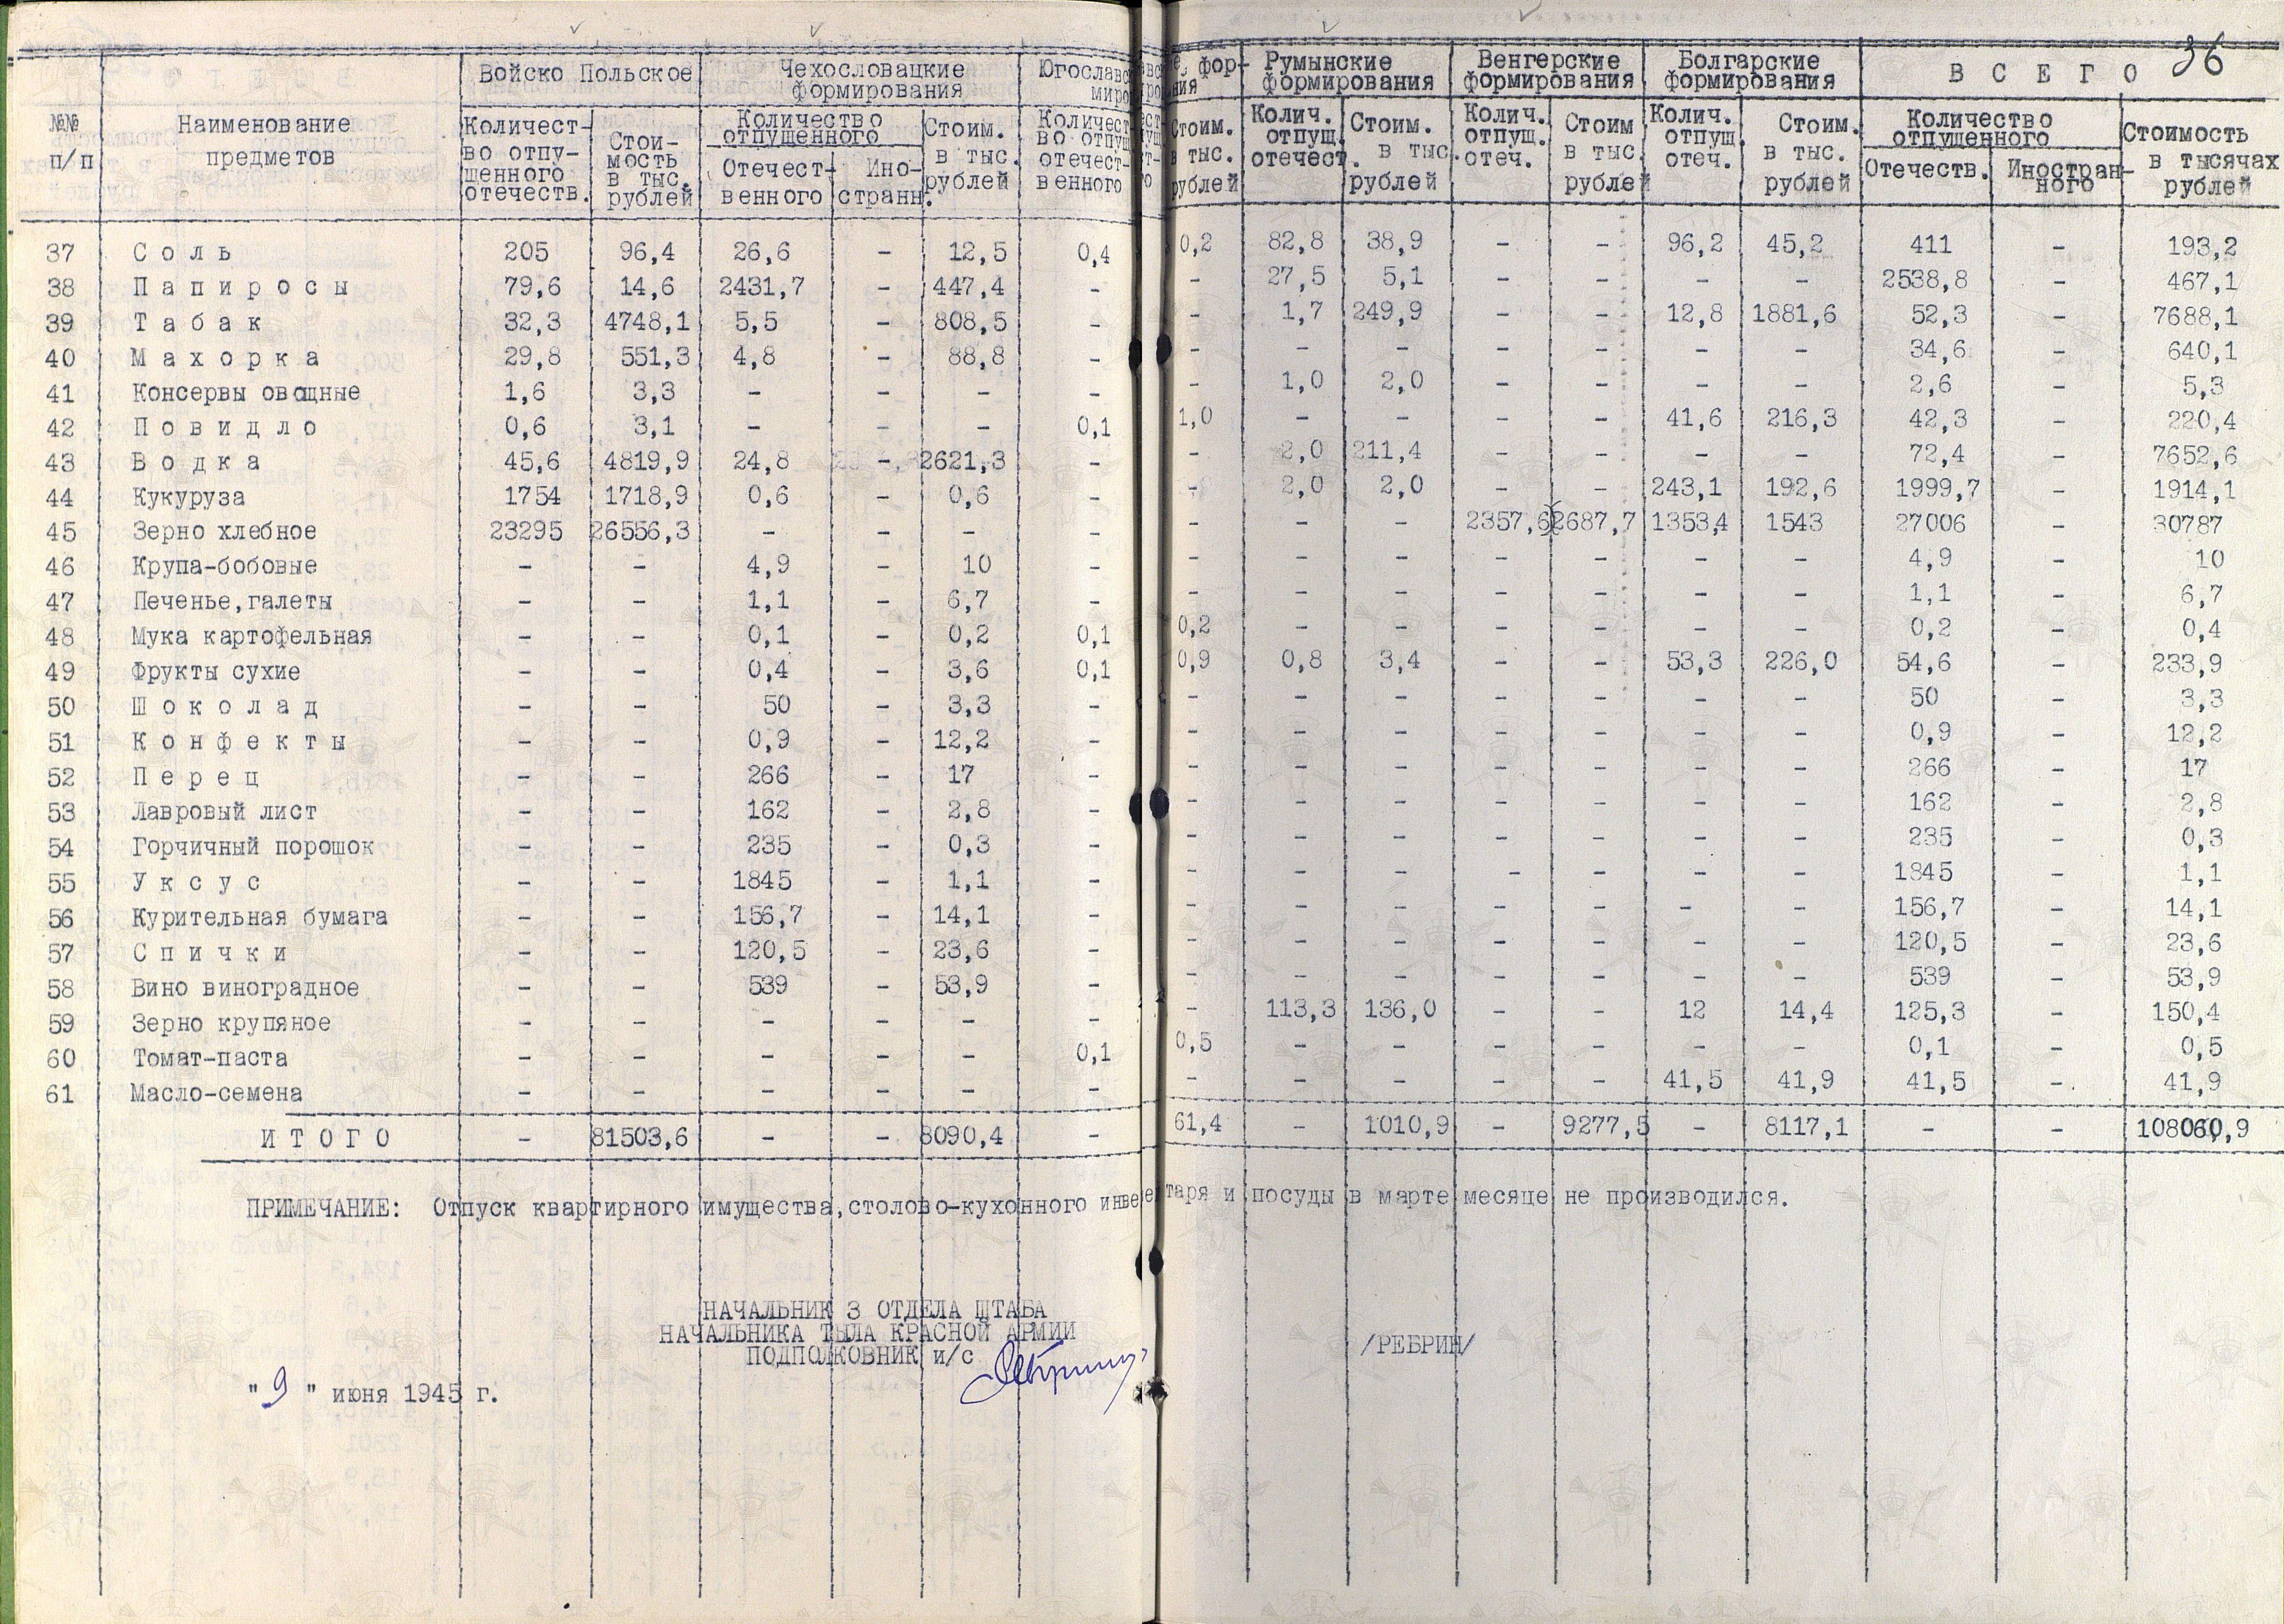 36
№№ п/п | Наименование предметов | Войско Польское | Чехословацкие формирования | Югославские формирования | Румынские формирования | Венгерские формирования | Болгарские формирования | В С Е Г О
Количест-во отпу-щенного отечеств. | Стои-мость в тыс. рублей | Количество отпущенного Отечест-венного | Ино-странн. | Стоим. в тыс. рублей | Количест-во отпущ. отечест-венного | Стоим. в тыс. рублей | Колич. отпущ. отечест. | Стоим. в тыс. рублей | Колич. отпущ. отеч. | Стоим в тыс. рублей | Колич. отпущ. отеч. | Стоим. в тыс. рублей | Количество отпущенного Отечеств. | Иностран-ного | Стоимость в тысячах рублей
37 Соль 205 96,4 26,6 - 12,5 0,4 0,2 82,8 38,9 - - 96,2 45,2 411 - 193,2
38 Папиросы 79,6 14,6 2431,7 - 447,4 - - 27,5 5,1 - - - - 2538,8 - 467,1
39 Табак 32,3 4748,1 5,5 - 808,5 - - 1,7 249,9 - - 12,8 1881,6 52,3 - 7688,1
40 Махорка 29,8 551,3 4,8 - 88,8 - - - - - - - - 34,6 - 640,1
41 Консервы овощные 1,6 3,3 - - - - - 1,0 2,0 - - - - 2,6 - 5,3
42 Повидло 0,6 3,1 - - - 0,1 1,0 - - - - 41,6 216,3 42,3 - 220,4
43 Водка 45,6 4819,9 24,8 - 2621,3 - - 2,0 211,4 - - - - 72,4 - 7652,6
44 Кукуруза 1754 1718,9 0,6 - 0,6 - - 2,0 2,0 - - 243,1 192,6 1999,7 - 1914,1
45 Зерно хлебное 23295 26556,3 - - - - - - - 2357,6 2687,7 1353,4 1543 27006 - 30787
46 Крупа-бобовые - - 4,9 - 10 - - - - - - - - 4,9 - 10
47 Печенье,галеты - - 1,1 - 6,7 - - - - - - - - 1,1 - 6,7
48 Мука картофельная - - 0,1 - 0,2 0,1 0,2 - - - - - - 0,2 - 0,4
49 Фрукты сухие - - 0,4 - 3,6 0,1 0,9 0,8 3,4 - - 53,3 226,0 54,6 - 233,9
50 Шоколад - - 50 - 3,3 - - - - - - - - 50 - 3,3
51 Конфекты - - 0,9 - 12,2 - - - - - - - - 0,9 - 12,2
52 Перец - - 266 - 17 - - - - - - - - 266 - 17
53 Лавровый лист - - 162 - 2,8 - - - - - - - - 162 - 2,8
54 Горчичный порошок - - 235 - 0,3 - - - - - - - - 235 - 0,3
55 Уксус - - 1845 - 1,1 - - - - - - - - 1845 - 1,1
56 Курительная бумага - - 156,7 - 14,1 - - - - - - - - 156,7 - 14,1
57 Спички - - 120,5 - 23,6 - - - - - - - - 120,5 - 23,6
58 Вино виноградное - - 539 - 53,9 - - - - - - - - 539 - 53,9
59 Зерно крупяное - - - - - - - 113,3 136,0 - - 12 14,4 125,3 - 150,4
60 Томат-паста - - - - - 0,1 0,5 - - - - - - 0,1 - 0,5
61 Масло-семена - - - - - - - - - - - 41,5 41,9 41,5 - 41,9
ИТОГО - 81503,6 - - 8090,4 - 61,4 - 1010,9 - 9277,5 - 8117,1 - - 108060,9
ПРИМЕЧАНИЕ: Отпуск квартирного имущества,столово-кухонного инвентаря и посуды в марте месяце не производился.
НАЧАЛЬНИК 3 ОТДЕЛА ШТАБА
НАЧАЛЬНИКА ТЫЛА КРАСНОЙ АРМИИ
ПОДПОЛКОВНИК и/с /РЕБРИН/
"9" июня 1945 г.